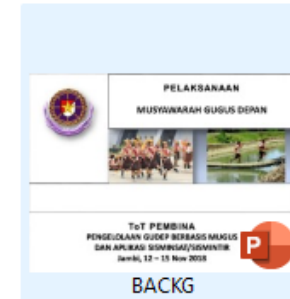 PELAKSANAAN
MUSYAWARAH GUGUS DEPAN
ToT PEMBINA
PENGELOLAAN GUDEP BERBASIS MUGUS
DAN APLIKASI SISMINSAT/SISMINTIR
Jambi, 12 – 15 Nov 2018
P
BACKG